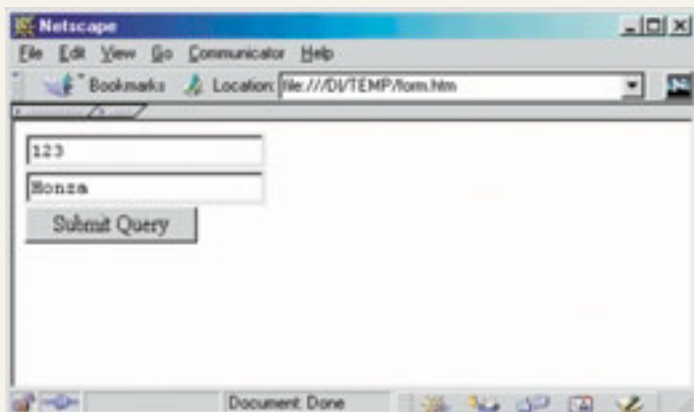 Netscape
File Edit View Go Communicator Help
Bookmarks Location: file:///D|/TEMP/form.htm
123
Honza
Submit Query
Document: Done